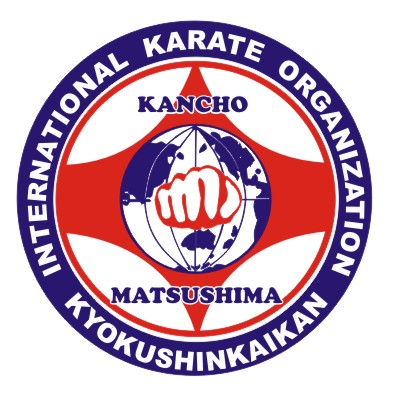 INTERNATIONAL KARATE ORGANIZATION
KANCHO
MATSUSHIMA
KYOKUSHINKAIKAN